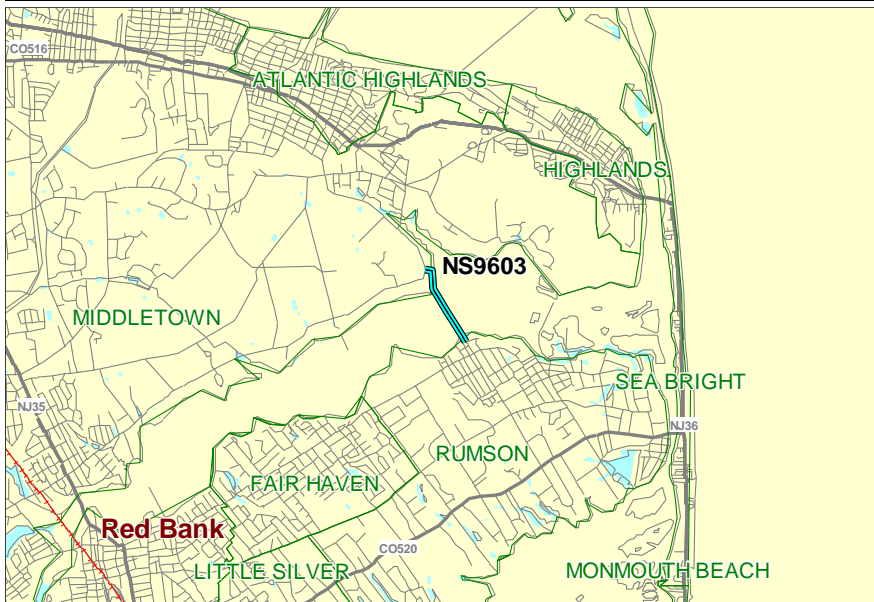 CO516
ATLANTIC HIGHLANDS
HIGHLANDS
NS9603
MIDDLETOWN
SEA BRIGHT
NJ35
NJ36
RUMSON
FAIR HAVEN
Red Bank
CO520
LITTLE SILVER
MONMOUTH BEACH